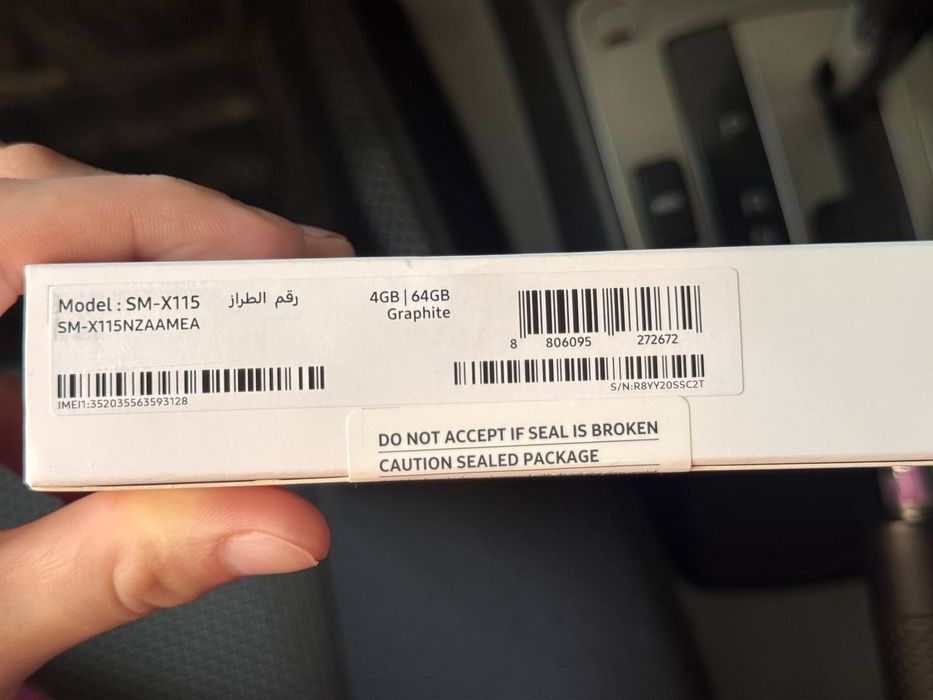 Model : SM-X115 رقم الطراز
SM-X115NZAAMEA
4GB | 64GB
Graphite
8 806095 272672
IMEI1:352035563593128
S/N:R8YY20SSC2T
DO NOT ACCEPT IF SEAL IS BROKEN
CAUTION SEALED PACKAGE